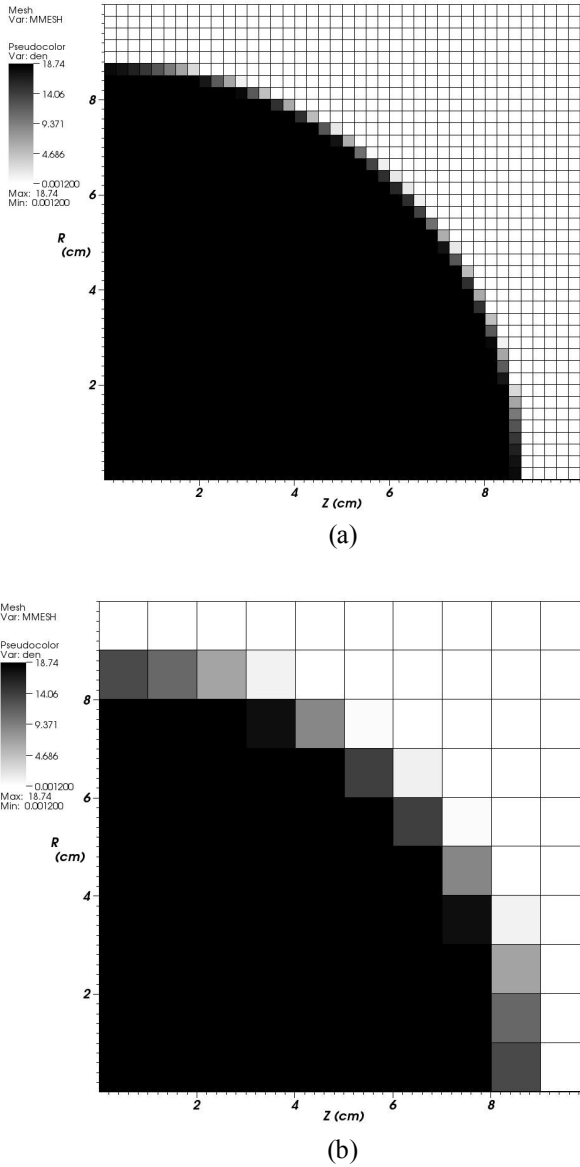 Mesh
Var: MMESH
Pseudocolor
Var: den
18.74
14.06
9.371
4.686
0.001200
Max: 18.74
Min: 0.001200
8
6
R
(cm)
4
2
2 4 6 8
Z (cm)
(a)
Mesh
Var: MMESH
Pseudocolor
Var: den
18.74
14.06
9.371
4.686
0.001200
Max: 18.74
Min: 0.001200
8
6
R
(cm)
4
2
2 4 6 8
Z (cm)
(b)